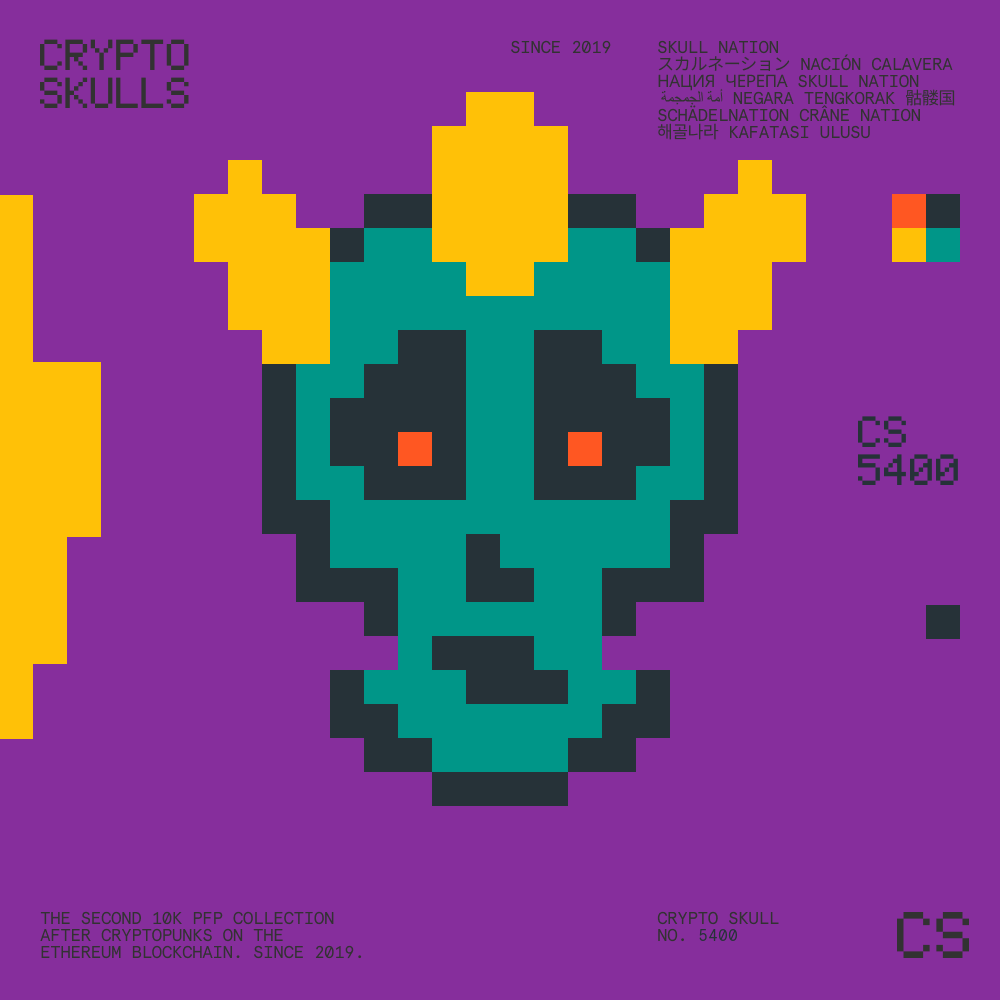 CRYPTO
SKULLS
SINCE 2019
SKULL NATION
スカルネーション NACIÓN CALAVERA
НАЦИЯ ЧЕРЕПА SKULL NATION
أمة الجمجمة NEGARA TENGKORAK 骷髅国
SCHÄDELNATION CRÂNE NATION
해골나라 KAFATASI ULUSU
CS
5400
THE SECOND 10K PFP COLLECTION
AFTER CRYPTOPUNKS ON THE
ETHEREUM BLOCKCHAIN. SINCE 2019.
CRYPTO SKULL
NO. 5400
CS